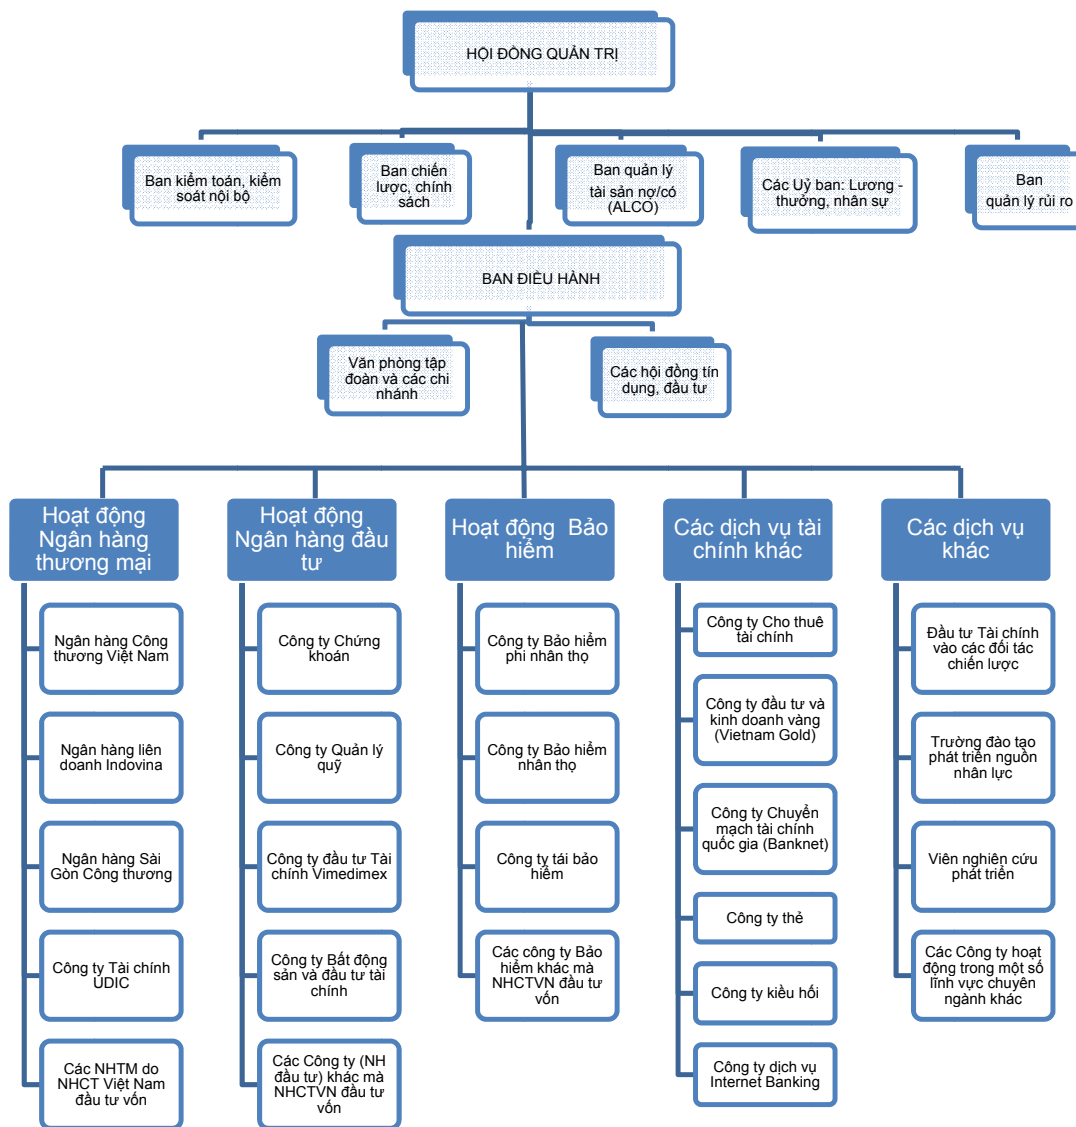 HỘI ĐỒNG QUẢN TRỊ
Ban kiểm toán, kiểm
soát nội bộ
Ban chiến
lược, chính
sách
Ban quản lý
tài sản nợ/có
(ALCO)
Các Uỷ ban: Lương -
thưởng, nhân sự
Ban
quản lý rủi ro
BAN ĐIỀU HÀNH
Văn phòng tập
đoàn và các chi
nhánh
Các hội đồng tín
dụng, đầu tư
Hoạt động
Ngân hàng
thương mại
Ngân hàng Công
thương Việt Nam
Ngân hàng liên
doanh Indovina
Ngân hàng Sài
Gòn Công thương
Công ty Tài chính
UDIC
Các NHTM do
NHCT Việt Nam
đầu tư vốn
Hoạt động
Ngân hàng đầu
tư
Công ty Chứng
khoán
Công ty Quản lý
quỹ
Công ty đầu tư Tài
chính Vimedimex
Công ty Bất động
sản và đầu tư tài
chính
Các Công ty (NH
đầu tư) khác mà
NHCTVN đầu tư
vốn
Hoạt động Bảo
hiểm
Công ty Bảo hiểm
phi nhân thọ
Công ty Bảo hiểm
nhân thọ
Công ty tái bảo
hiểm
Các công ty Bảo
hiểm khác mà
NHCTVN đầu tư
vốn
Các dịch vụ tài
chính khác
Công ty Cho thuê
tài chính
Công ty đầu tư và
kinh doanh vàng
(Vietnam Gold)
Công ty Chuyển
mạch tài chính
quốc gia (Banknet)
Công ty thẻ
Công ty kiều hối
Công ty dịch vụ
Internet Banking
Các dịch vụ
khác
Đầu tư Tài chính
vào các đối tác
chiến lược
Trường đào tạo
phát triển nguồn
nhân lực
Viên nghiên cứu
phát triển
Các Công ty hoạt
động trong một số
lĩnh vực chuyên
ngành khác